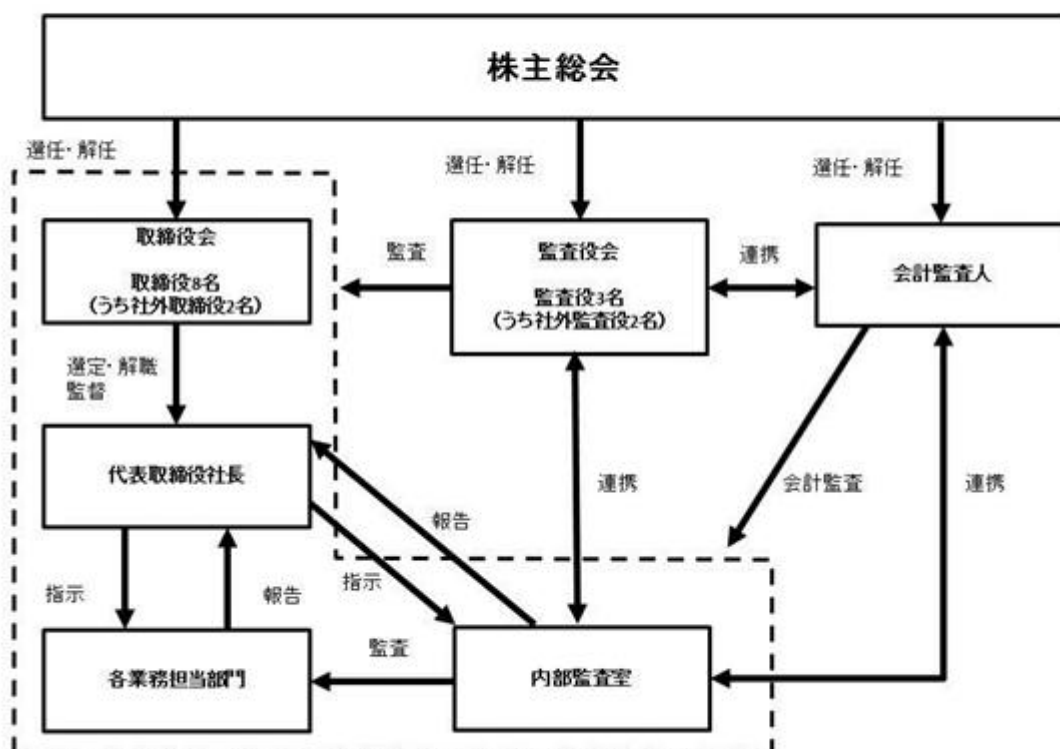 株主総会
選任・解任
選任・解任
選任・解任
取締役会
取締役8名
(うち社外取締役2名)
監査
監査役会
監査役3名
(うち社外監査役2名)
連携
会計監査人
選定・解職
監督
代表取締役社長
報告
連携
会計監査
連携
指示
報告
指示
各業務担当部門
監査
内部監査室